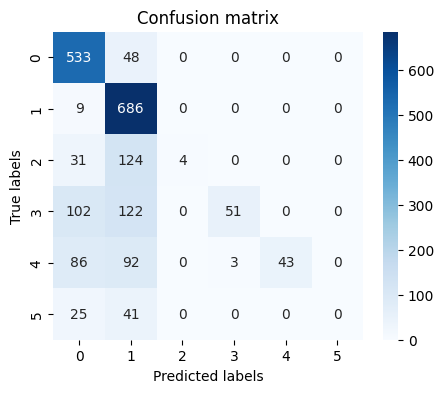 Confusion matrix
True labels
0 533 48 0 0 0 0
1 9 686 0 0 0 0
2 31 124 4 0 0 0
3 102 122 0 51 0 0
4 86 92 0 3 43 0
5 25 41 0 0 0 0
0 1 2 3 4 5
Predicted labels
600
500
400
300
200
100
0